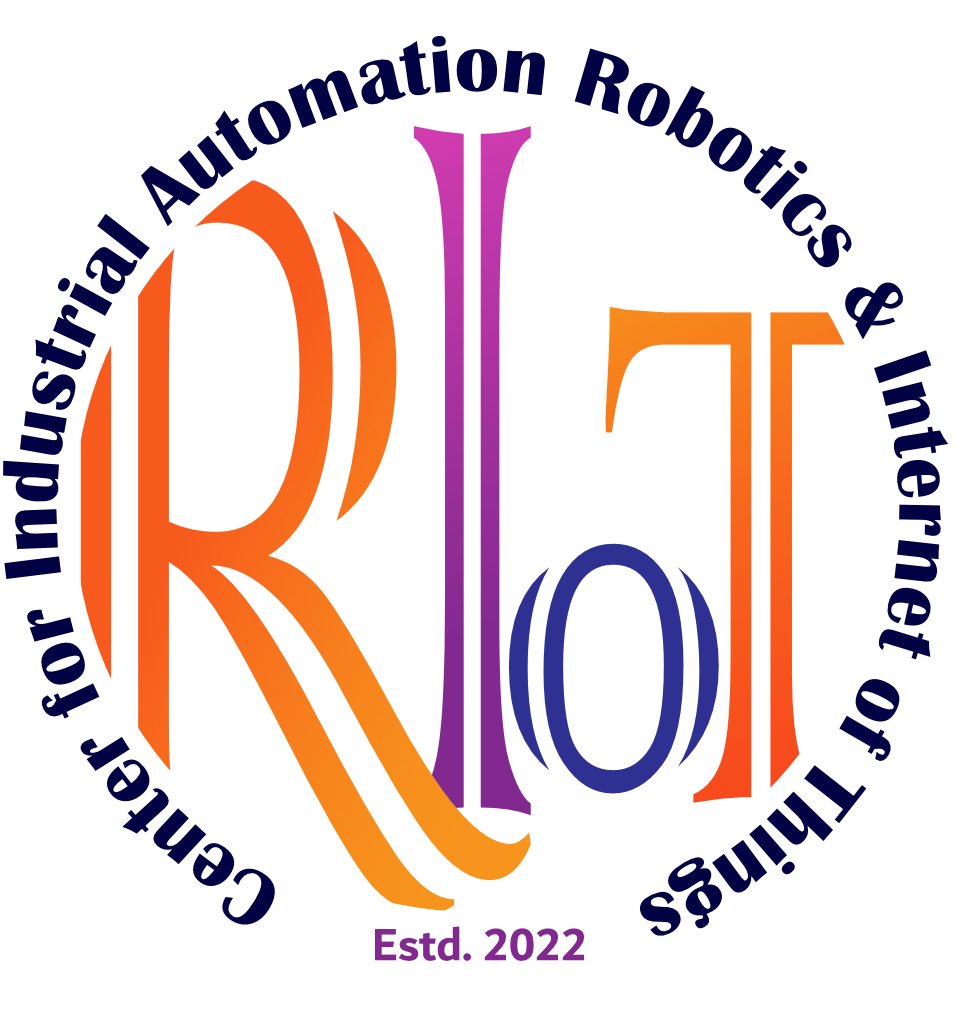 Center for Industrial Automation Robotics & Internet of Things
RIoT
Estd. 2022